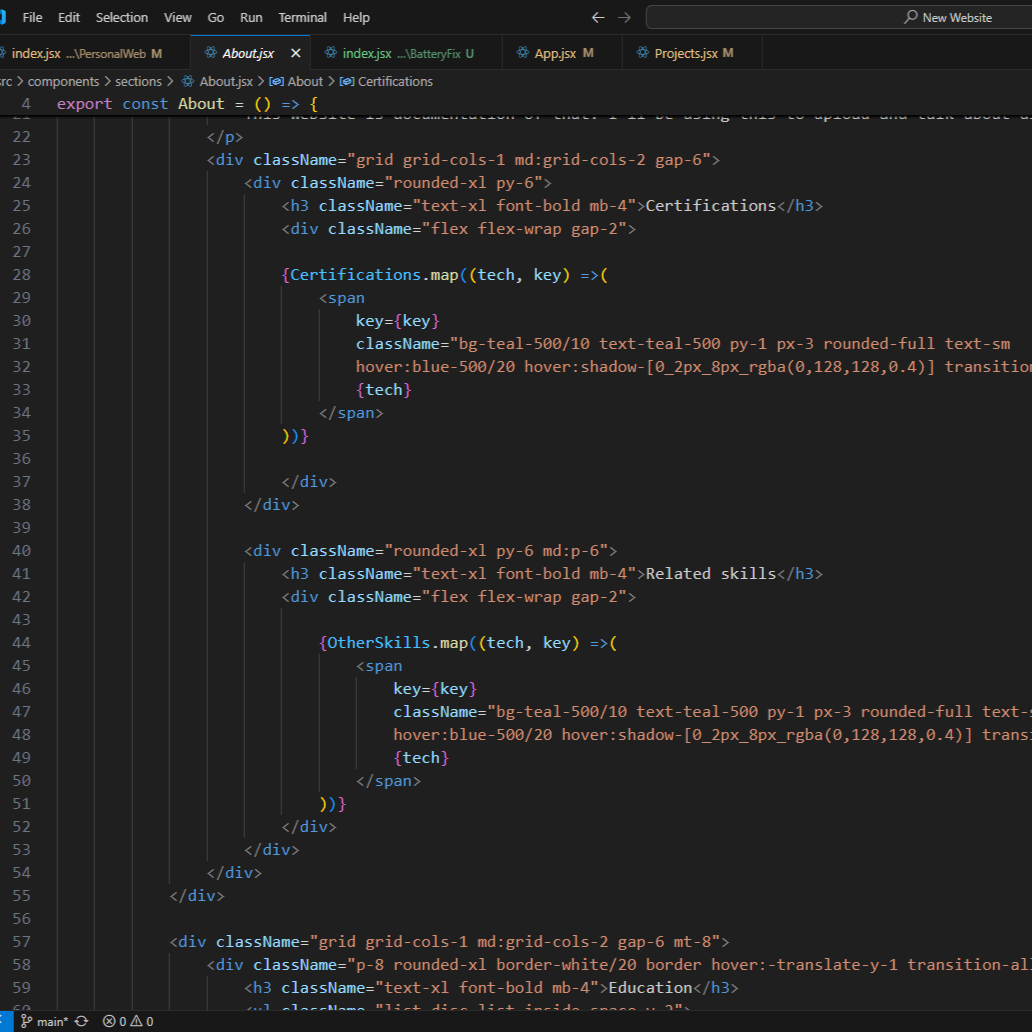 File Edit Selection View Go Run Terminal Help ← → New Website
index.jsx ...\PersonalWeb M About.jsx × index.jsx ...\BatteryFix U App.jsx M Projects.jsx M
components > sections > About.jsx > About > Certifications
4 export const About = () => {
22 </p>
23 <div className="grid grid-cols-1 md:grid-cols-2 gap-6">
24 <div className="rounded-xl py-6">
25 <h3 className="text-xl font-bold mb-4">Certifications</h3>
26 <div className="flex flex-wrap gap-2">
27
28 {Certifications.map((tech, key) =>(
29 <span
30 key={key}
31 className="bg-teal-500/10 text-teal-500 py-1 px-3 rounded-full text-sm
32 hover:blue-500/20 hover:shadow-[0_2px_8px_rgba(0,128,128,0.4)] transition
33 {tech}
34 </span>
35 ))}
36
37 </div>
38 </div>
39
40 <div className="rounded-xl py-6 md:p-6">
41 <h3 className="text-xl font-bold mb-4">Related skills</h3>
42 <div className="flex flex-wrap gap-2">
43
44 {OtherSkills.map((tech, key) =>(
45 <span
46 key={key}
47 className="bg-teal-500/10 text-teal-500 py-1 px-3 rounded-full text-
48 hover:blue-500/20 hover:shadow-[0_2px_8px_rgba(0,128,128,0.4)] trans
49 {tech}
50 </span>
51 ))}
52 </div>
53 </div>
54 </div>
55 </div>
56
57 <div className="grid grid-cols-1 md:grid-cols-2 gap-6 mt-8">
58 <div className="p-8 rounded-xl border-white/20 border hover:-translate-y-1 transition-al
59 <h3 className="text-xl font-bold mb-4">Education</h3>
60 <ul className="list-disc list-inside space-y-2">
main* 0 0